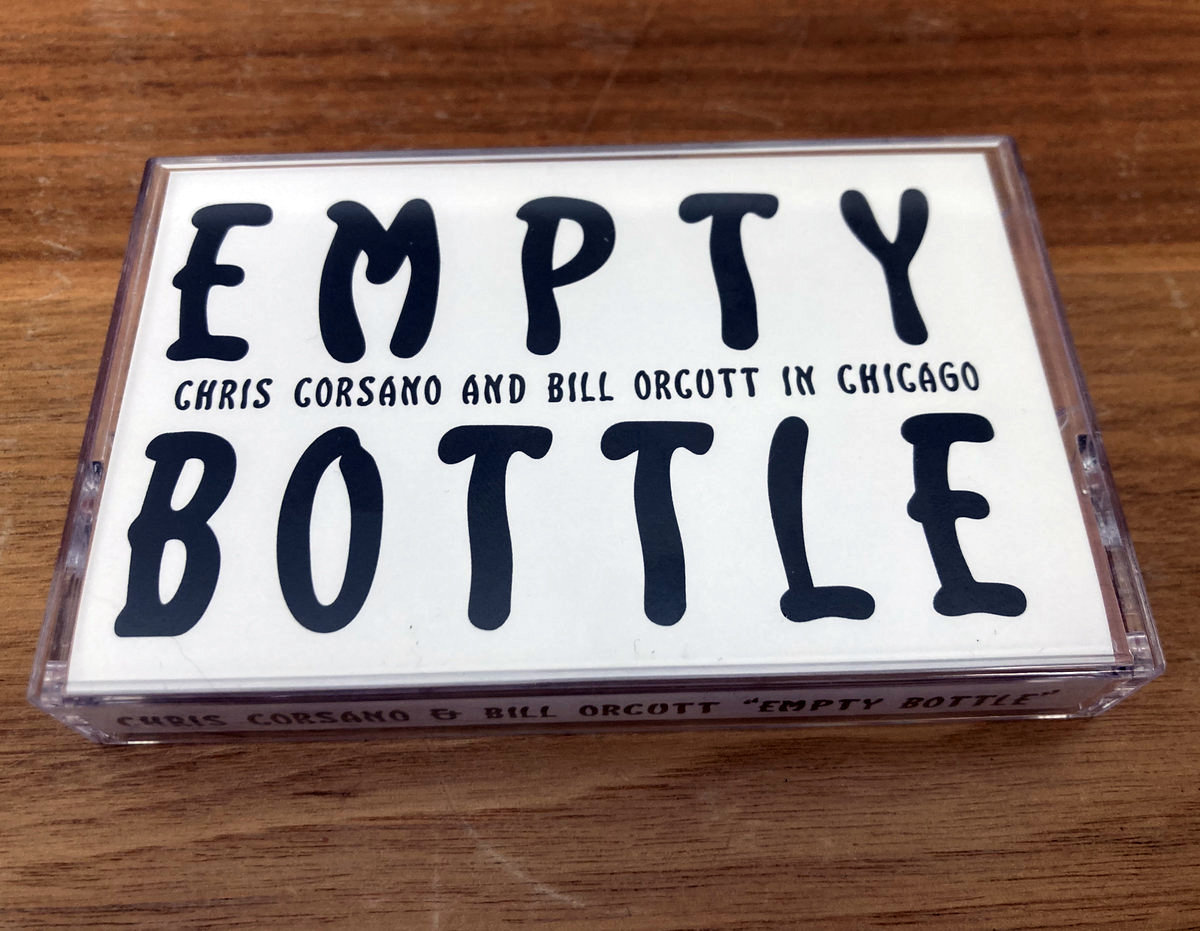 EMPTY
CHRIS CORSANO AND BILL ORCUTT IN CHICAGO
BOTTLE
CHRIS CORSANO & BILL ORCUTT "EMPTY BOTTLE"